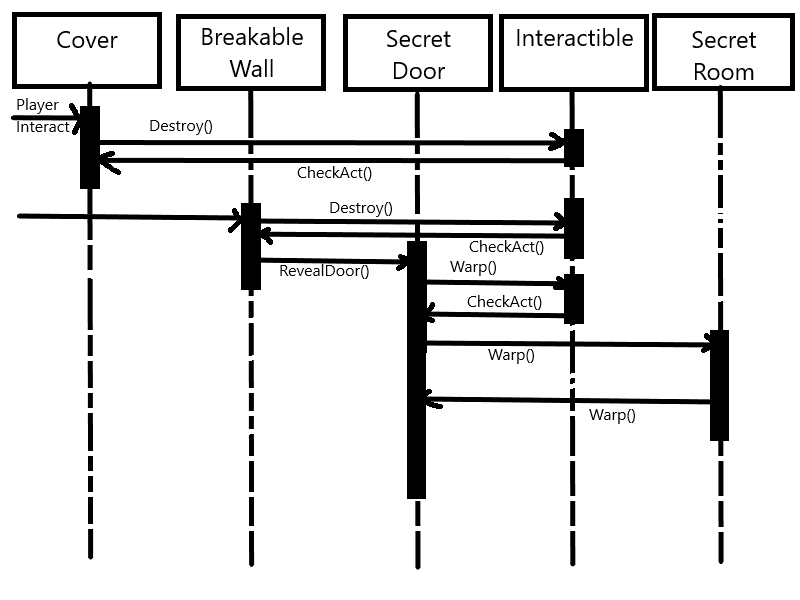 Cover
Breakable
Wall
Secret
Door
Interactible
Secret
Room
Player
Interact
Destroy()
CheckAct()
Destroy()
CheckAct()
RevealDoor()
Warp()
CheckAct()
Warp()
Warp()